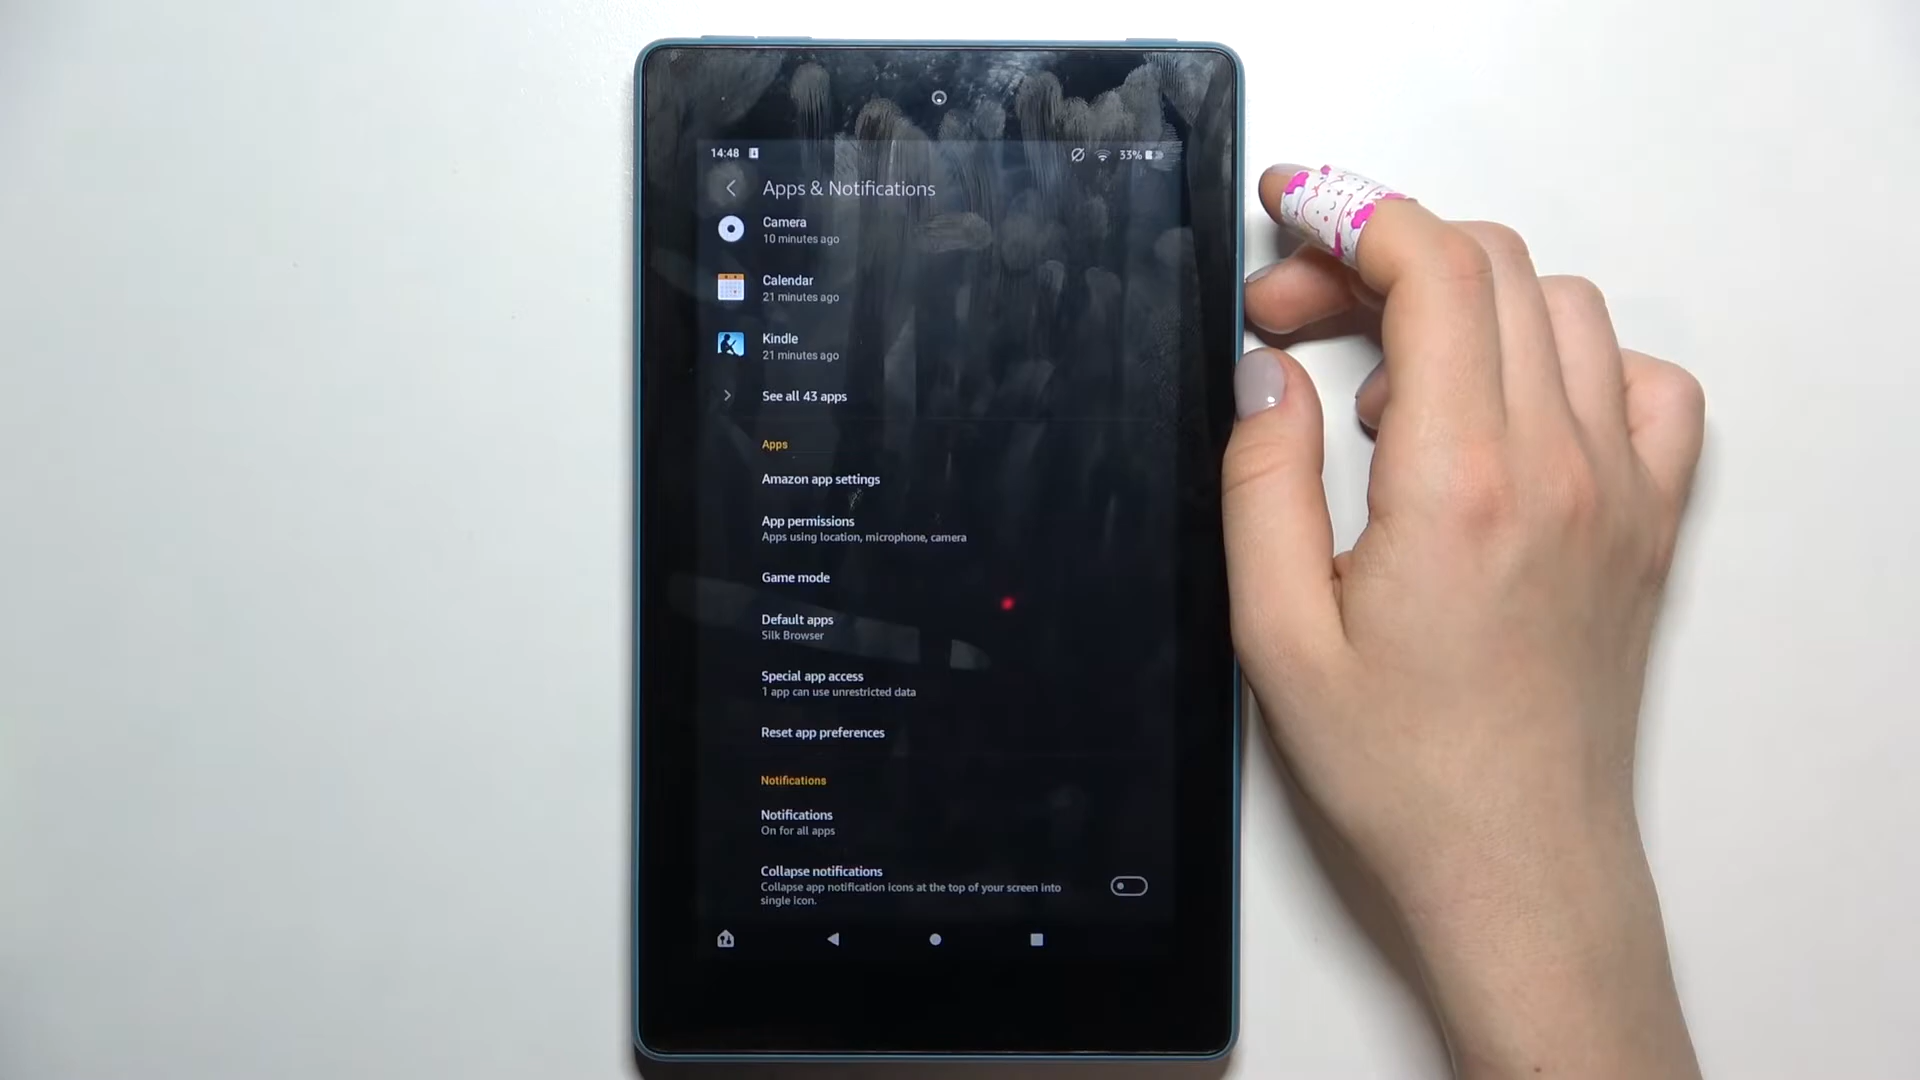 14:48 33%
Apps & Notifications
Camera
10 minutes ago
Calendar
21 minutes ago
Kindle
21 minutes ago
See all 43 apps
Apps
Amazon app settings
App permissions
Apps using location, microphone, camera
Game mode
Default apps
Silk Browser
Special app access
1 app can use unrestricted data
Reset app preferences
Notifications
Notifications
On for all apps
Collapse notifications
Collapse app notification icons at the top of your screen into
single icon.